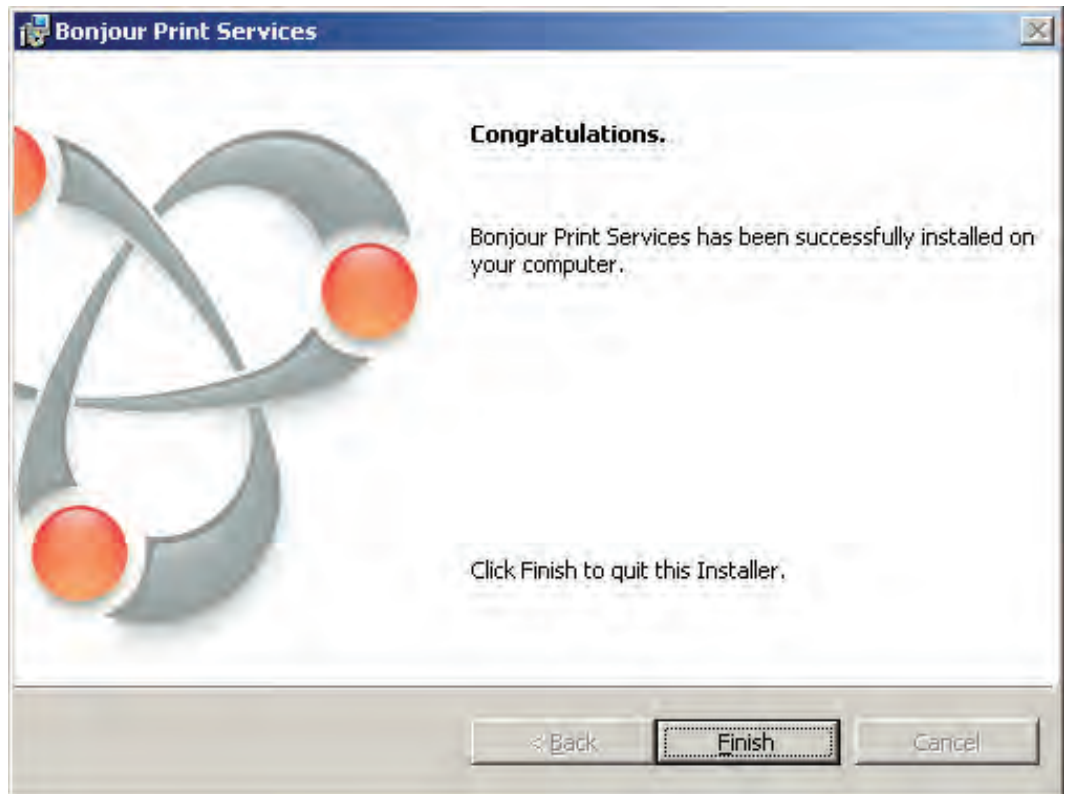 Bonjour Print Services
Congratulations.
Bonjour Print Services has been successfully installed on
your computer.
Click Finish to quit this Installer.
< Back
Finish
Cancel